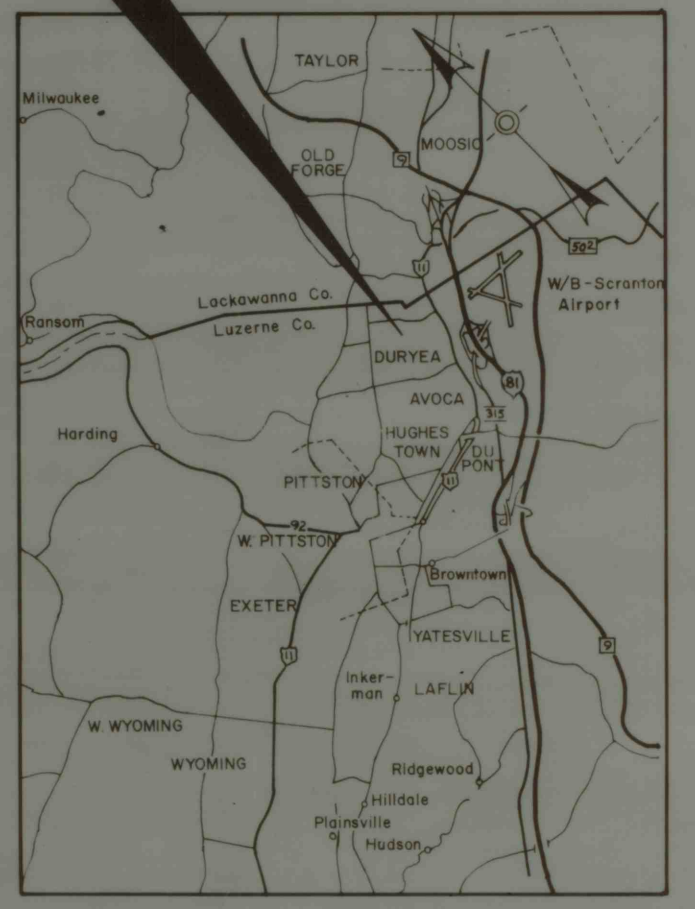 TAYLOR
Milwaukee
MOOSIC
9
OLD
FORGE
502
11
W/B-Scranton
Airport
Lackawanna Co.
Luzerne Co.
Ransom
DURYEA
81
AVOCA
315
Harding
HUGHES
TOWN
DU
PONT
PITTSTON
11
92
W. PITTSTON
Browntown
EXETER
YATESVILLE
9
11
Inker-
man
LAFLIN
W. WYOMING
WYOMING
Ridgewood
Hilldale
Plainsville
Hudson